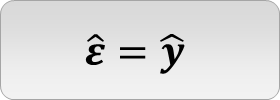 ε̂ = ŷ